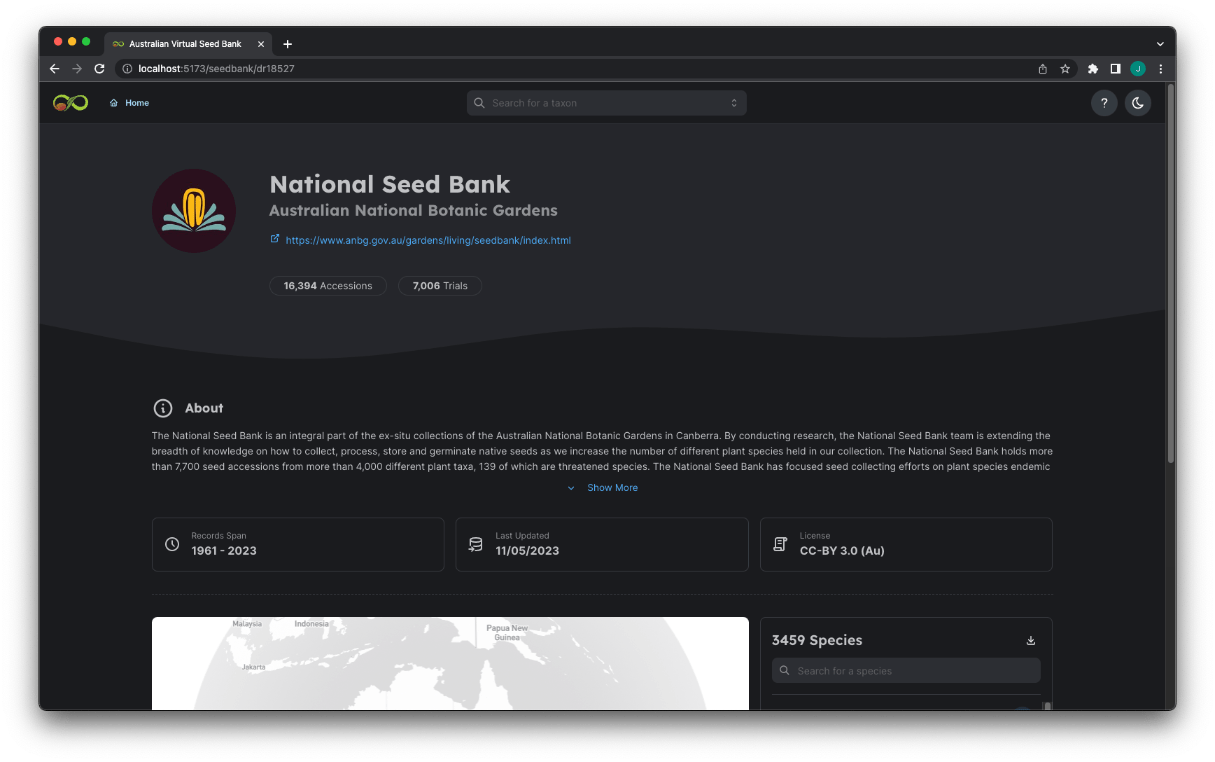 Australian Virtual Seed Bank
localhost:5173/seedbank/dr18527
J
Home
Search for a taxon
?
National Seed Bank
Australian National Botanic Gardens
https://www.anbg.gov.au/gardens/living/seedbank/index.html
16,394 Accessions
7,006 Trials
About
The National Seed Bank is an integral part of the ex-situ collections of the Australian National Botanic Gardens in Canberra. By conducting research, the National Seed Bank team is extending the
breadth of knowledge on how to collect, process, store and germinate native seeds as we increase the number of different plant species held in our collection. The National Seed Bank holds more
than 7,700 seed accessions from more than 4,000 different plant taxa, 139 of which are threatened species. The National Seed Bank has focused seed collecting efforts on plant species endemic
Show More
Records Span
1961 - 2023
Last Updated
11/05/2023
License
CC-BY 3.0 (Au)
Malaysia
Indonesia
Papua New
Guinea
Jakarta
3459 Species
Search for a species